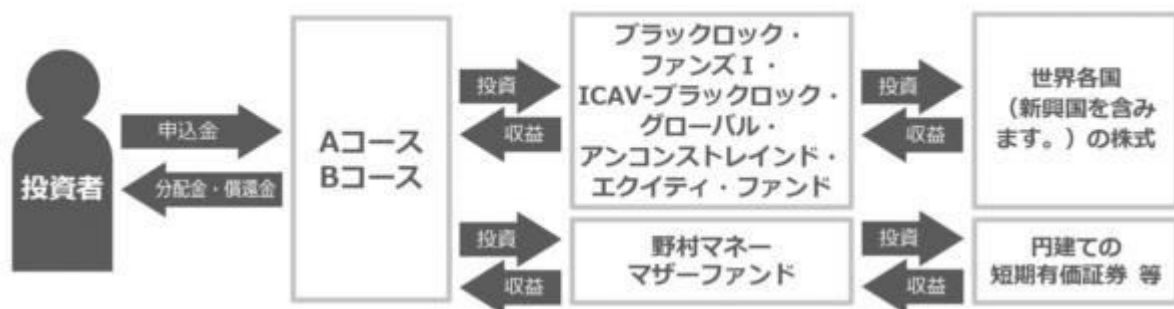 投資者
申込金
分配金・償還金
Aコース
Bコース
投資
収益
ブラックロック・
ファンズⅠ・
ICAV-ブラックロック・
グローバル・
アンコンストレインド・
エクイティ・ファンド
投資
収益
世界各国
（新興国を含み
ます。）の株式
投資
収益
野村マネー
マザーファンド
投資
収益
円建ての
短期有価証券 等